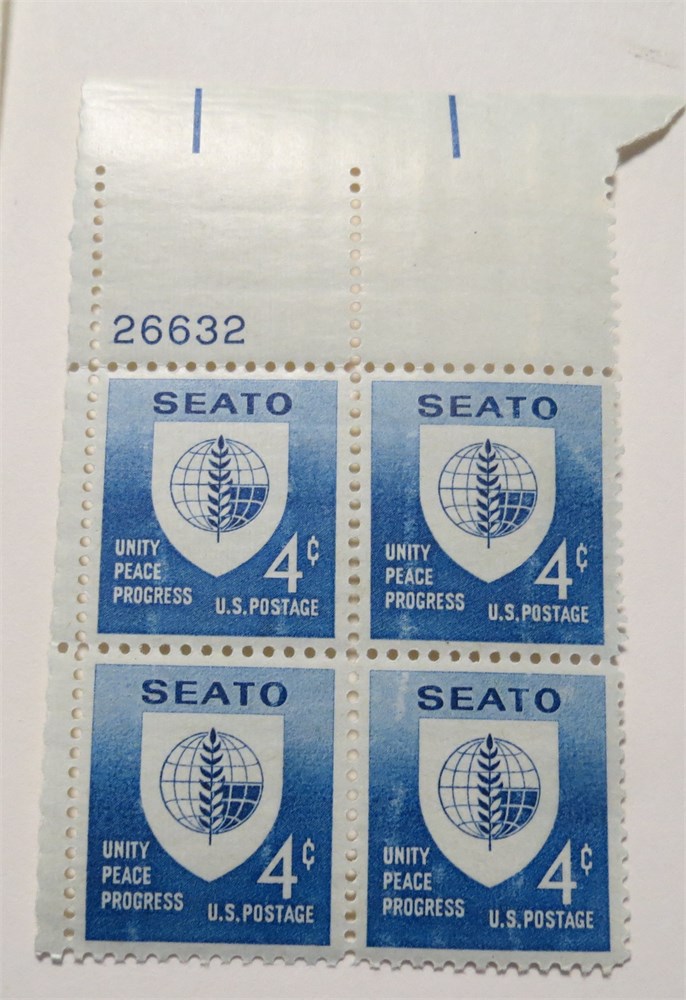 26632
SEATO
UNITY
PEACE
PROGRESS
4¢
U.S.POSTAGE
SEATO
UNITY
PEACE
PROGRESS
4¢
U.S.POSTAGE
SEATO
UNITY
PEACE
PROGRESS
4¢
U.S.POSTAGE
SEATO
UNITY
PEACE
PROGRESS
4¢
U.S.POSTAGE